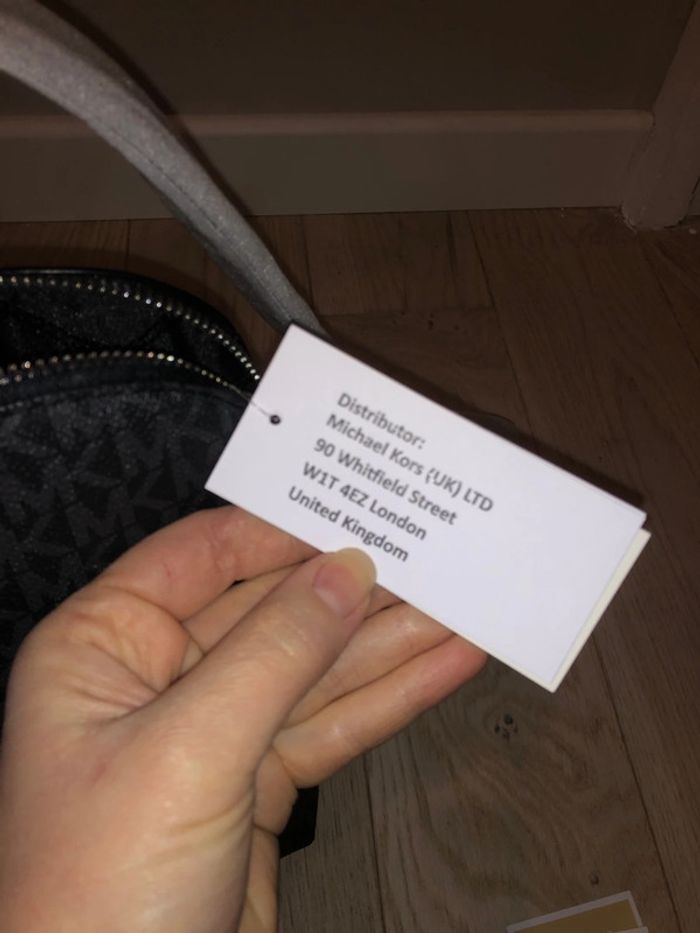 Distributor:
Michael Kors (UK) LTD
90 Whitfield Street
W1T 4EZ London
United Kingdom